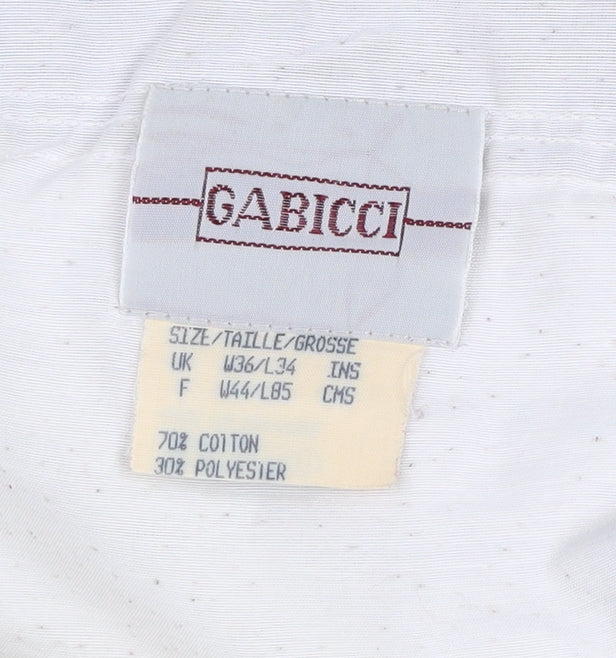 GABICCI
SIZE/TAILLE/GROSSE
UK W36/L34 INS
F W44/L85 CMS
70% COTTON
30% POLYESTER